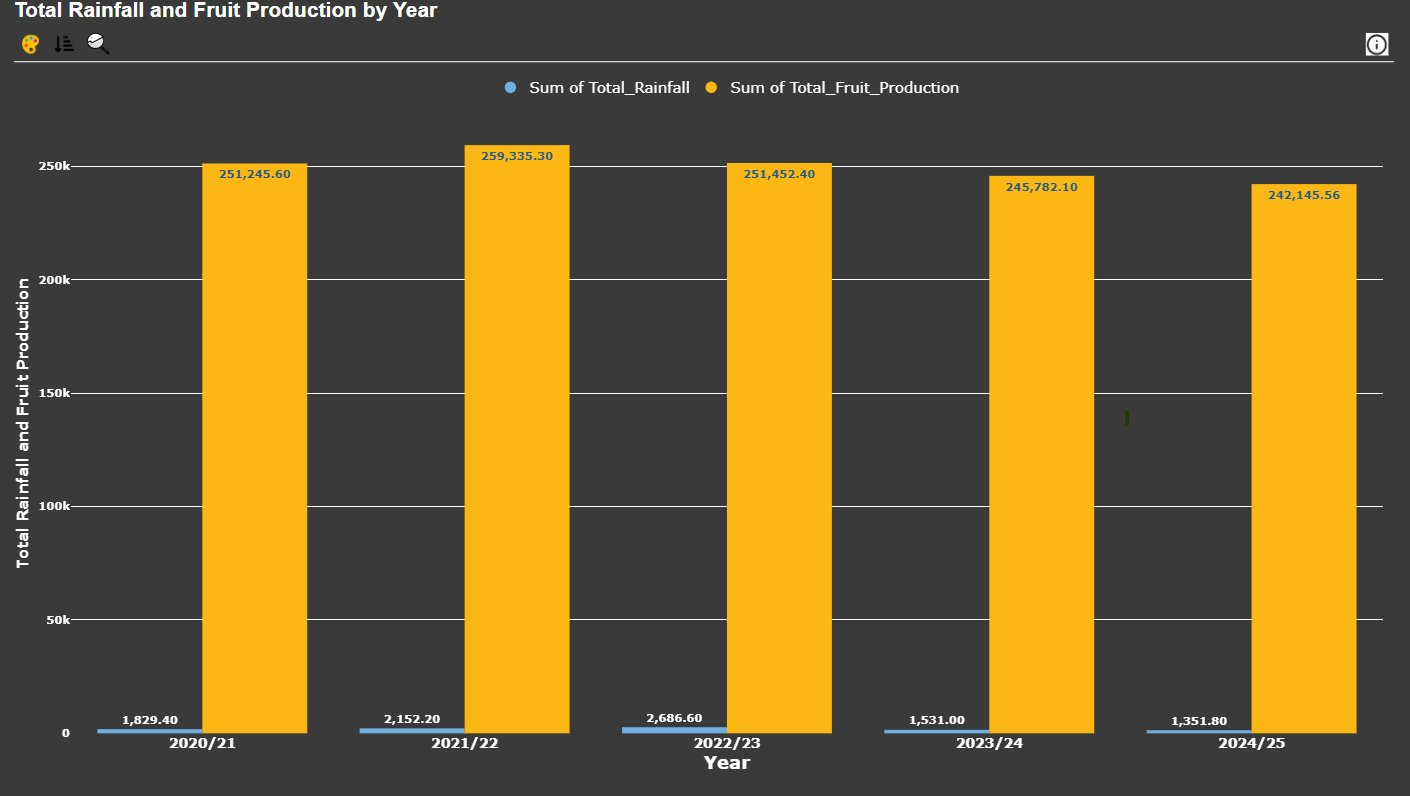 Total Rainfall and Fruit Production by Year
Sum of Total_Rainfall Sum of Total_Fruit_Production
Total Rainfall and Fruit Production
250k
200k
150k
100k
50k
0
251,245.60
259,335.30
251,452.40
245,782.10
242,145.56
1,829.40
2,152.20
2,686.60
1,531.00
1,351.80
2020/21 2021/22 2022/23 2023/24 2024/25
Year